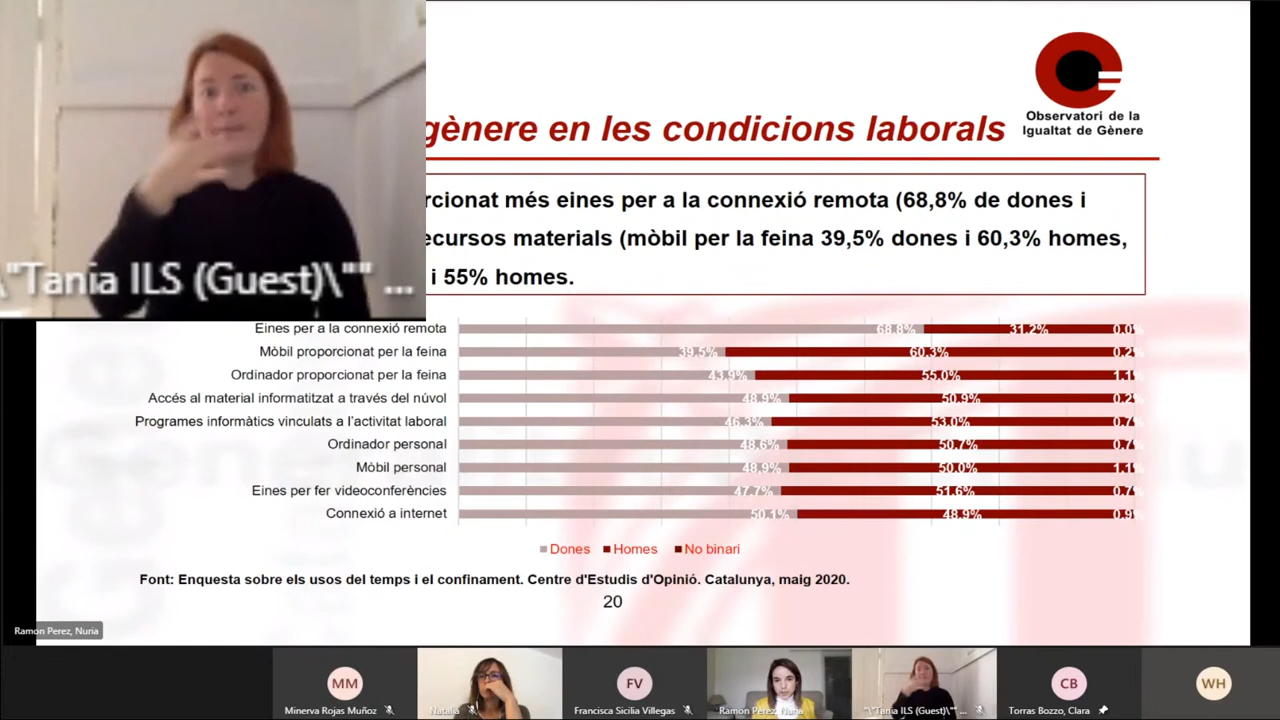 Observatori de la
Igualtat de Gènere
gènere en les condicions laborals
rcionat més eines per a la connexió remota (68,8% de dones i
ecursos materials (mòbil per la feina 39,5% dones i 60,3% homes,
i 55% homes.
\"Tania ILS (Guest)\"" ...
Eines per a la connexió remota 68.8% 31.2% 0.0%
Mòbil proporcionat per la feina 39.5% 60.3% 0.2%
Ordinador proporcionat per la feina 43.9% 55.0% 1.1%
Accés al material informatitzat a través del núvol 48.9% 50.9% 0.2%
Programes informàtics vinculats a l'activitat laboral 46.3% 53.0% 0.7%
Ordinador personal 48.6% 50.7% 0.7%
Mòbil personal 48.9% 50.0% 1.1%
Eines per fer videoconferències 47.7% 51.6% 0.7%
Connexió a internet 50.1% 48.9% 0.9%
Dones Homes No binari
Font: Enquesta sobre els usos del temps i el confinament. Centre d'Estudis d'Opinió. Catalunya, maig 2020.
20
Ramon Perez, Nuria
MM FV CB WH
Minerva Rojas Muñoz Natalia Francisca Sicilia Villegas Ramon Perez, Nuria \"Tania ILS (Guest)\"" ... Torras Bozzo, Clara